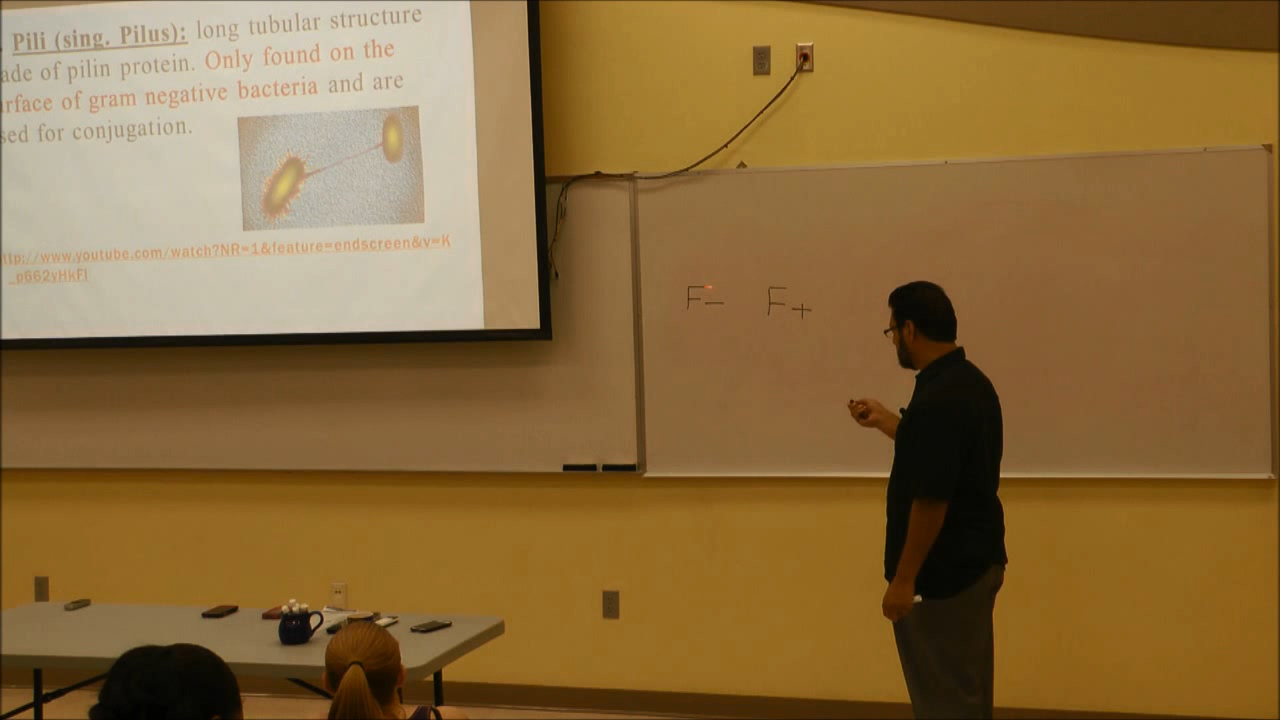 Pili (sing. Pilus): long tubular structure
ade of pilin protein. Only found on the
rface of gram negative bacteria and are
sed for conjugation.
ttp://www.youtube.com/watch?NR=1&feature=endscreen&v=K
_p662yHkFI
F- F+